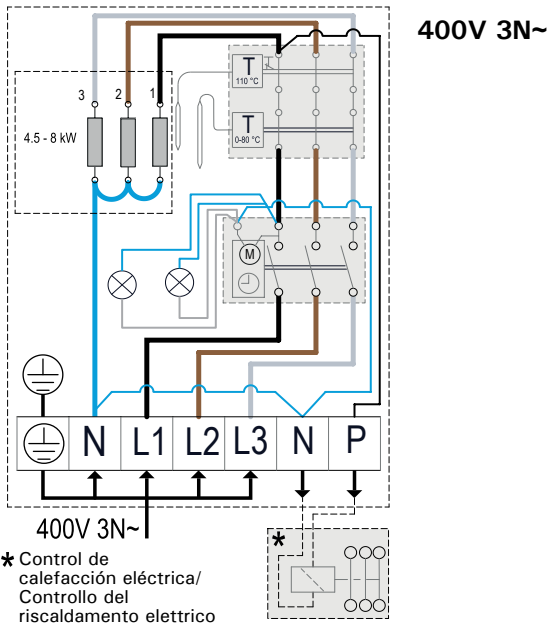 400V 3N~
3
2
1
4.5 - 8 kW
T
110 °C
T
0-80 °C
M
N
L1
L2
L3
N
P
400V 3N~
* Control de
calefacción eléctrica/
Controllo del
riscaldamento elettrico
*